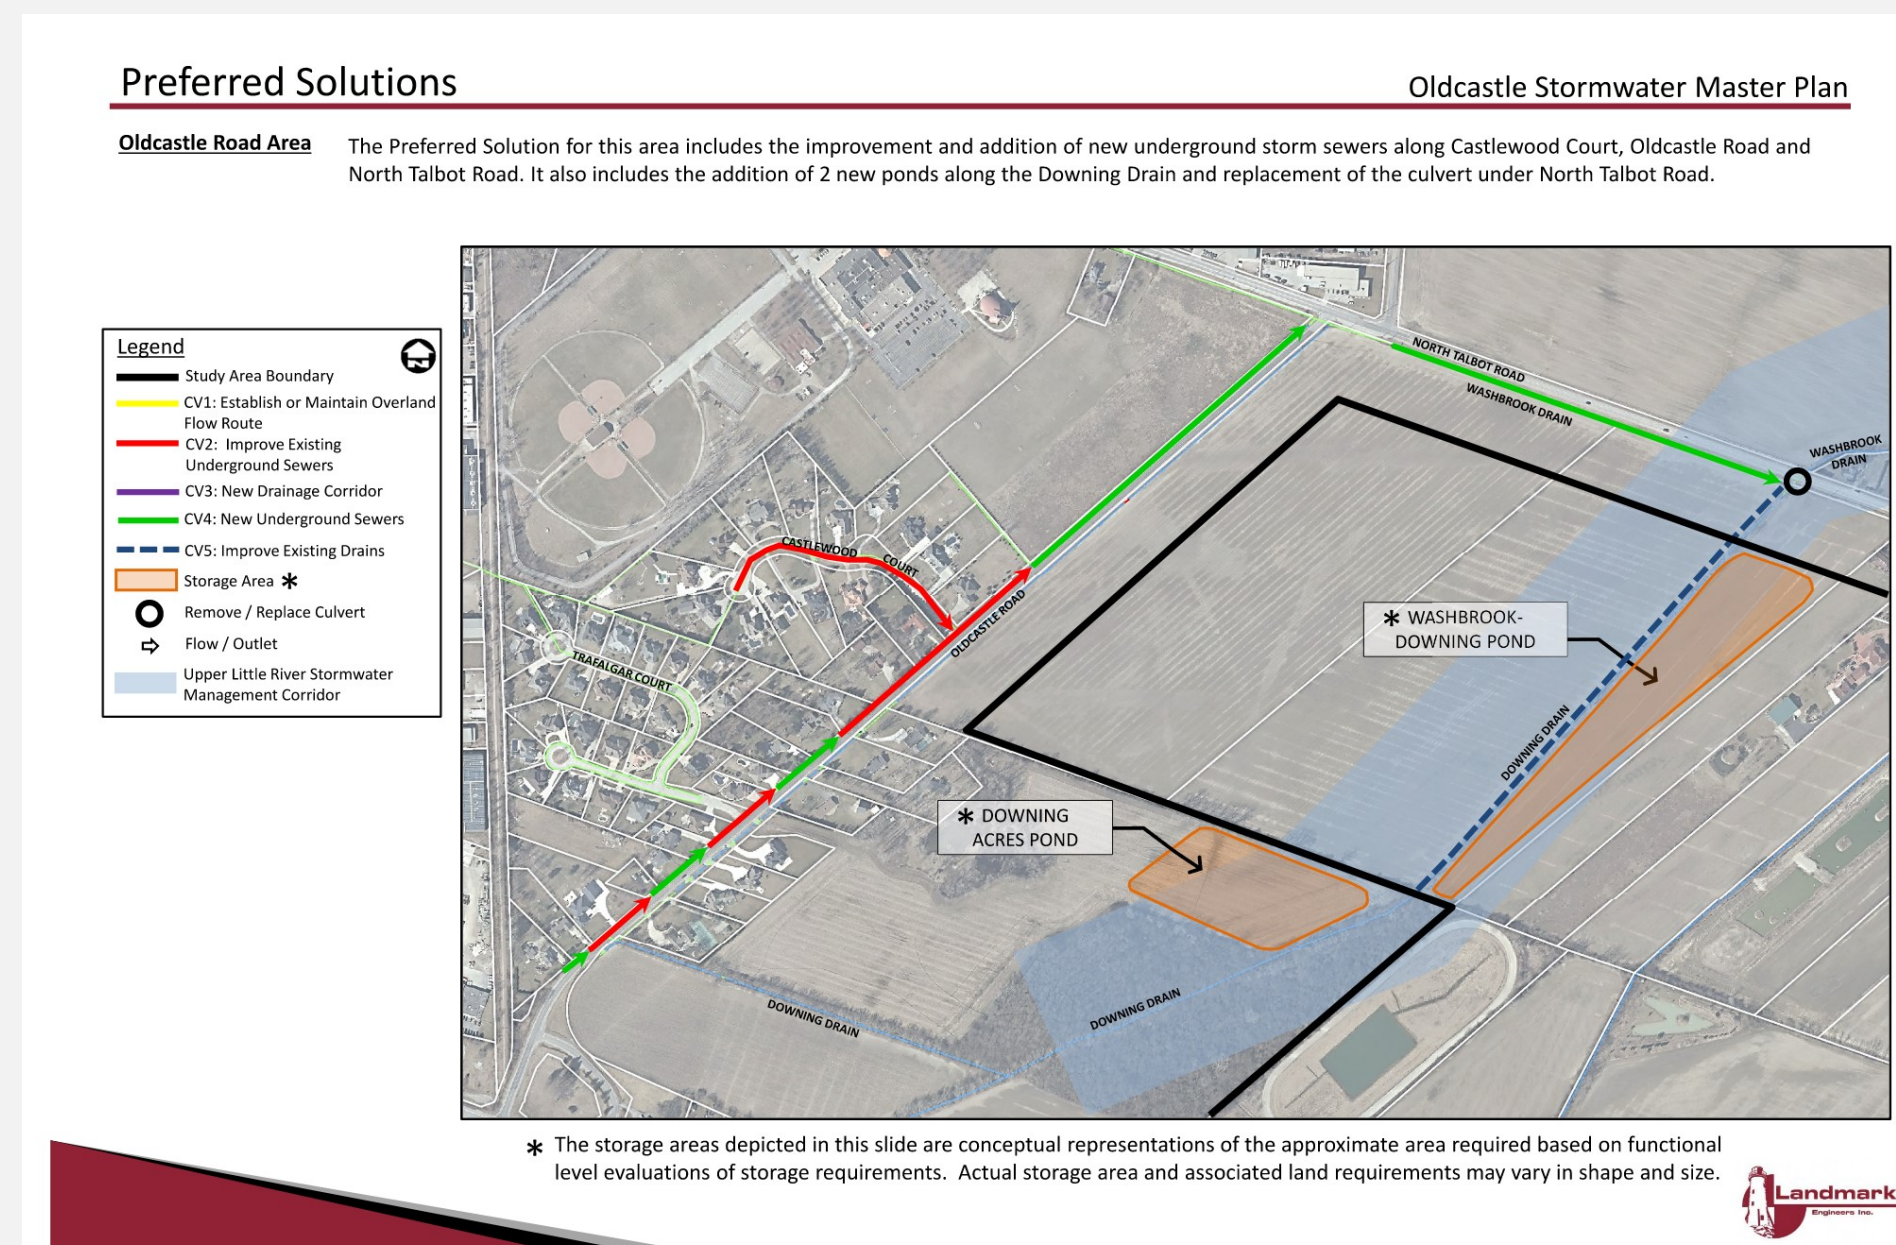 Preferred Solutions
Oldcastle Stormwater Master Plan
Oldcastle Road Area
The Preferred Solution for this area includes the improvement and addition of new underground storm sewers along Castlewood Court, Oldcastle Road and
North Talbot Road. It also includes the addition of 2 new ponds along the Downing Drain and replacement of the culvert under North Talbot Road.
Legend
Study Area Boundary
CV1: Establish or Maintain Overland
Flow Route
CV2: Improve Existing
Underground Sewers
CV3: New Drainage Corridor
CV4: New Underground Sewers
CV5: Improve Existing Drains
Storage Area *
Remove / Replace Culvert
Flow / Outlet
Upper Little River Stormwater
Management Corridor
NORTH TALBOT ROAD
WASHBROOK DRAIN
WASHBROOK
DRAIN
CASTLEWOOD
COURT
OLDCASTLE ROAD
TRAFALGAR COURT
* WASHBROOK-
DOWNING POND
DOWNING DRAIN
* DOWNING
ACRES POND
DOWNING DRAIN
DOWNING DRAIN
* The storage areas depicted in this slide are conceptual representations of the approximate area required based on functional
level evaluations of storage requirements. Actual storage area and associated land requirements may vary in shape and size.
Landmark
Engineers Inc.